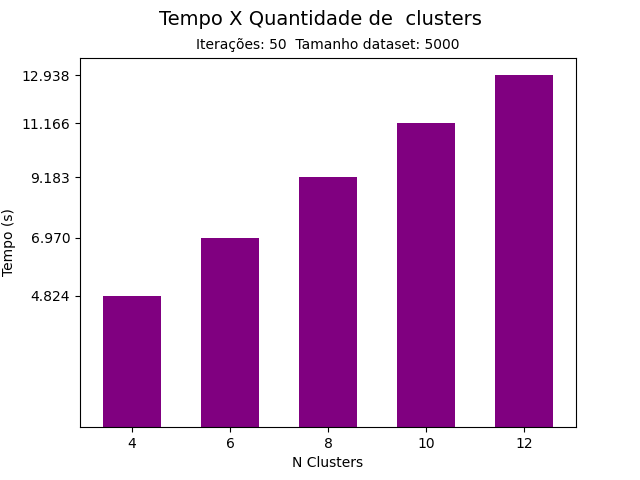 Tempo X Quantidade de  clusters
Iterações: 50  Tamanho dataset: 5000
12.938
11.166
9.183
6.970
4.824
Tempo (s)
4 6 8 10 12
N Clusters